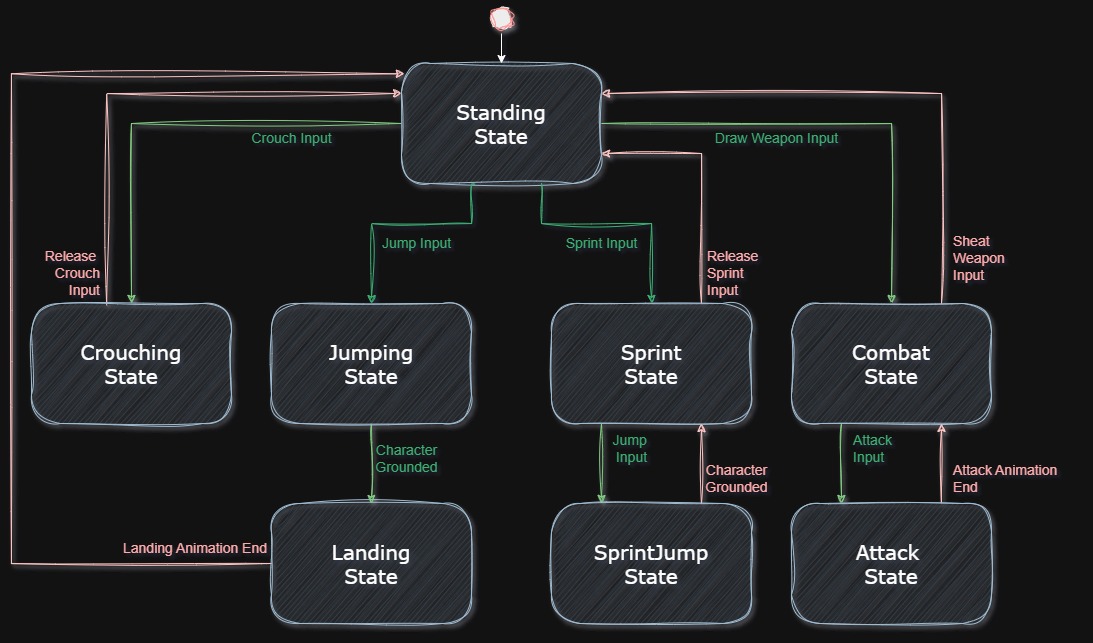 Standing
State
Crouch Input
Draw Weapon Input
Jump Input
Sprint Input
Release
Crouch
Input
Release
Sprint
Input
Sheat
Weapon
Input
Crouching
State
Jumping
State
Sprint
State
Combat
State
Character
Grounded
Jump
Input
Character
Grounded
Attack
Input
Attack Animation
End
Landing Animation End
Landing
State
SprintJump
State
Attack
State